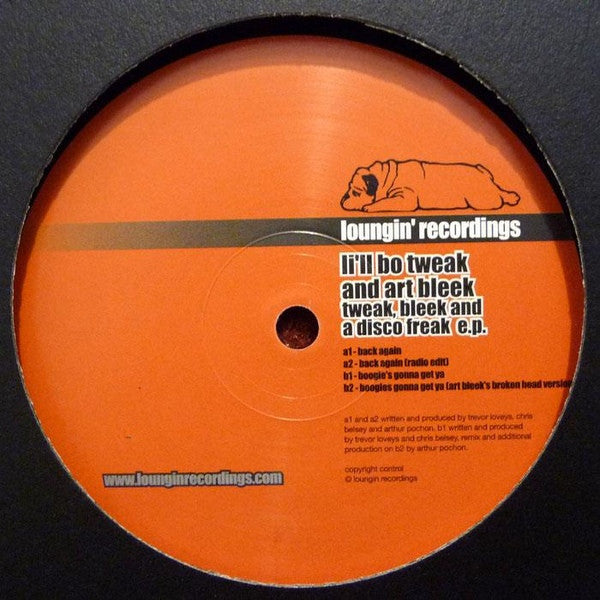 loungin' recordings
li'll bo tweak
and art bleek
tweak, bleek and
a disco freak e.p.
a1 - back again
a2 - back again (radio edit)
b1 - boogie's gonna get ya
b2 - boogies gonna get ya (art bleek's broken head version
a1 and a2 written and produced by trevor loveys, chris
belsey and arthur pochon. b1 written and produced
by trevor loveys and chris belsey, remix and additional
production on b2 by arthur pochon.
copyright control
© loungin recordings
www.louginrecordings.com